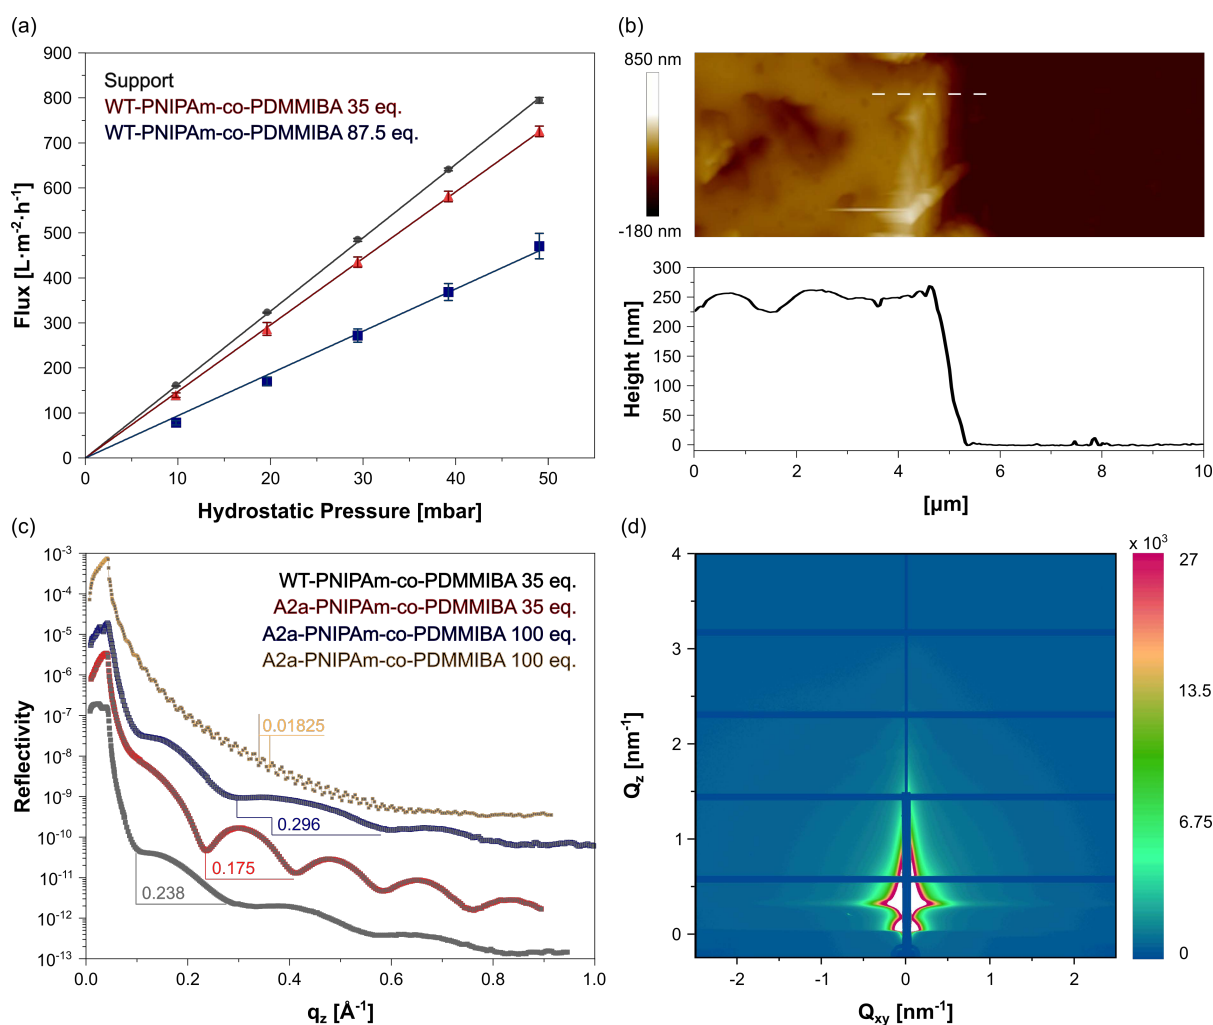 (a)
900
800
700
600
500
400
300
200
100
0
Flux [L·m⁻²·h⁻¹]
Support
WT-PNIPAm-co-PDMMIBA 35 eq.
WT-PNIPAm-co-PDMMIBA 87.5 eq.
0 10 20 30 40 50
Hydrostatic Pressure [mbar]
(b)
850 nm
-180 nm
300
250
200
150
100
50
0
Height [nm]
0 2 4 6 8 10
[µm]
(c)
10⁻³
10⁻⁴
10⁻⁵
10⁻⁶
10⁻⁷
10⁻⁸
10⁻⁹
10⁻¹⁰
10⁻¹¹
10⁻¹²
10⁻¹³
Reflectivity
WT-PNIPAm-co-PDMMIBA 35 eq.
A2a-PNIPAm-co-PDMMIBA 35 eq.
A2a-PNIPAm-co-PDMMIBA 100 eq.
A2a-PNIPAm-co-PDMMIBA 100 eq.
0.01825
0.296
0.175
0.238
0.0 0.2 0.4 0.6 0.8 1.0
q_z [Å⁻¹]
(d)
4
3
2
1
0
Q_z [nm⁻¹]
-2 -1 0 1 2
Q_xy [nm⁻¹]
x 10³
27
13.5
6.75
0